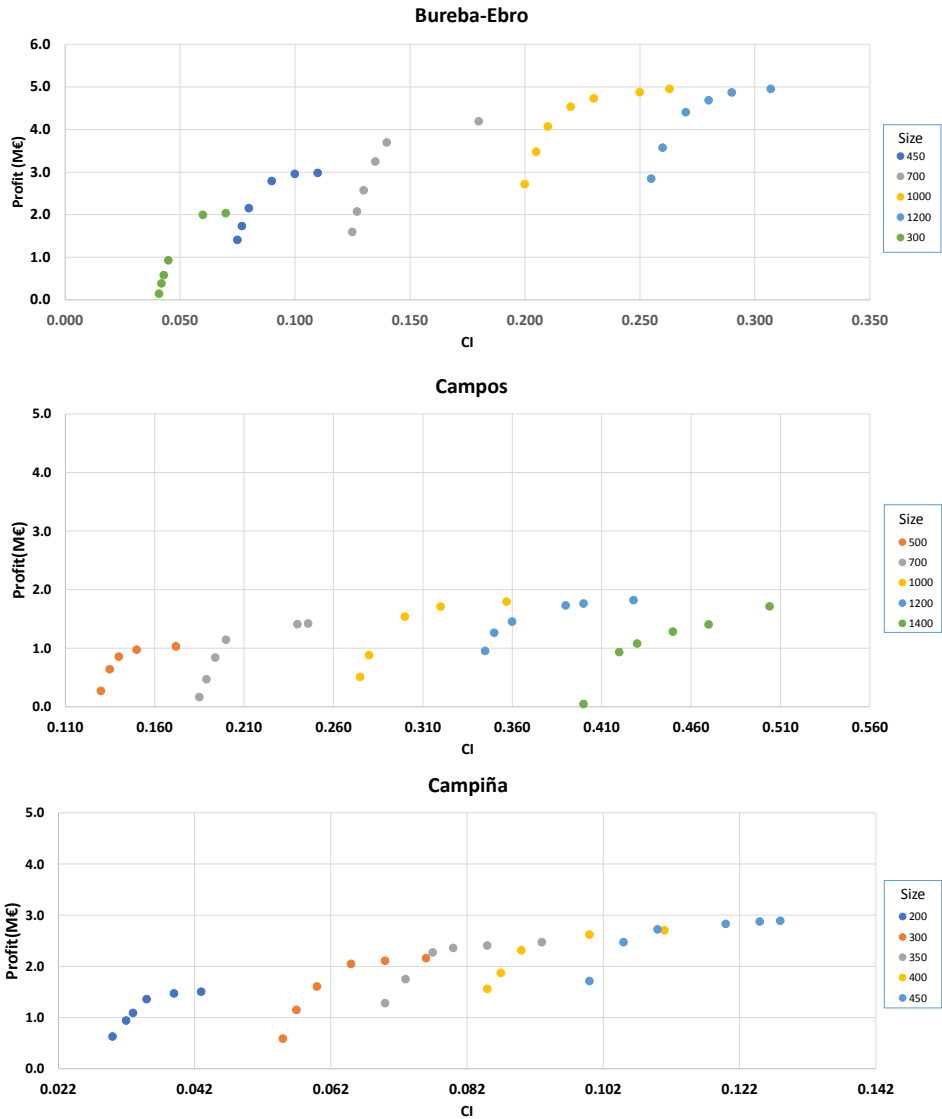 Bureba-Ebro
6.0
5.0
4.0
3.0
2.0
1.0
0.0
Profit (M€)
0.000 0.050 0.100 0.150 0.200 0.250 0.300 0.350
CI
Size
450
700
1000
1200
300
Campos
5.0
4.0
3.0
2.0
1.0
0.0
Profit(M€)
0.110 0.160 0.210 0.260 0.310 0.360 0.410 0.460 0.510 0.560
CI
Size
500
700
1000
1200
1400
Campiña
5.0
4.0
3.0
2.0
1.0
0.0
Profit(M€)
0.022 0.042 0.062 0.082 0.102 0.122 0.142
CI
Size
200
300
350
400
450